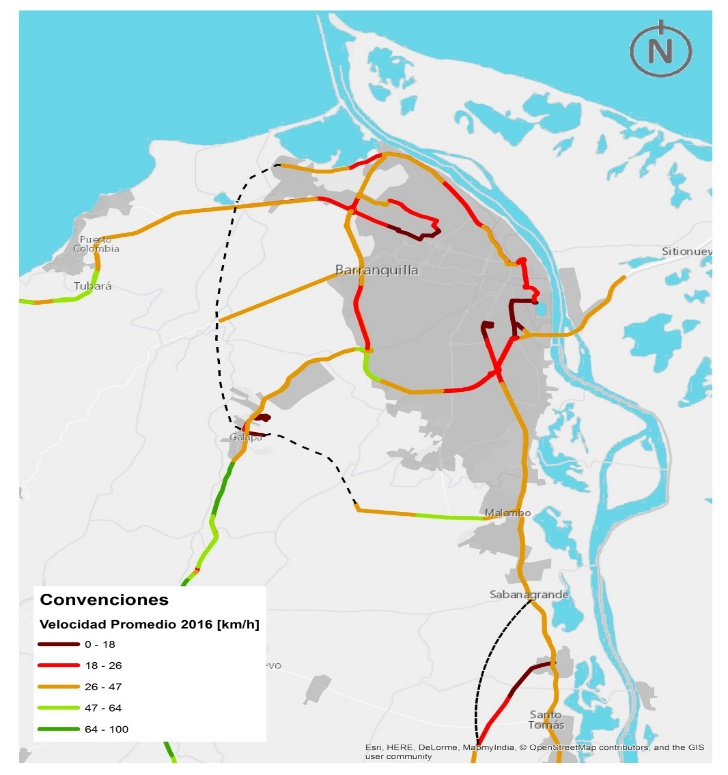 N
Sitionuev
Puerto
Colombia
Barranquilla
Tubará
Galapa
Malambo
Sabanagrande
Convenciones
Velocidad Promedio 2016 [km/h]
0 - 18
18 - 26
26 - 47
47 - 64
64 - 100
evo
Santo
Tomás
Esri, HERE, DeLorme, MapmyIndia, © OpenStreetMap contributors, and the GIS
user community